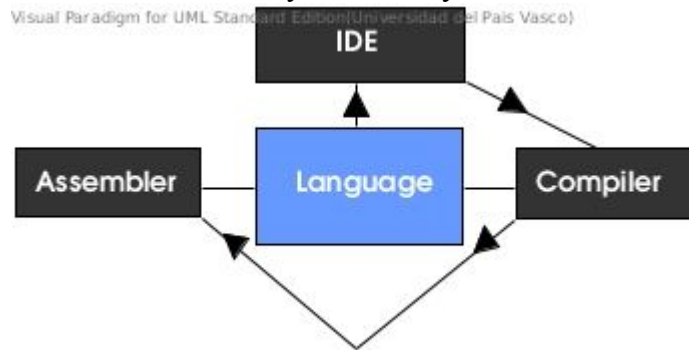 Visual Paradigm for UML Standard Edition(Universidad del Pais Vasco)
IDE
Assembler
Language
Compiler